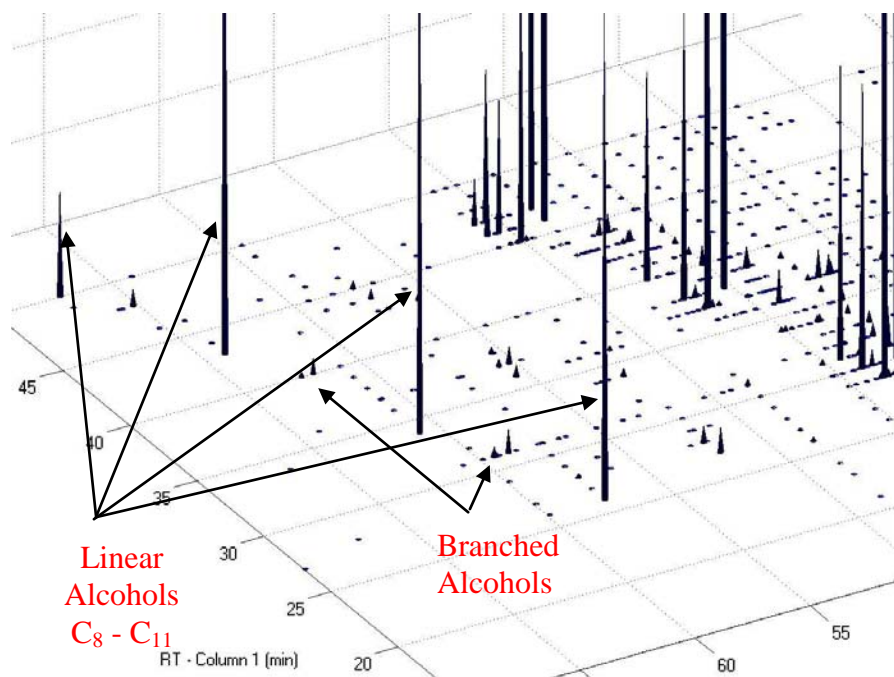 45
40
35
30
25
20
55
60
RT - Column 1 (min)
Linear
Alcohols
C₈ - C₁₁
Branched
Alcohols